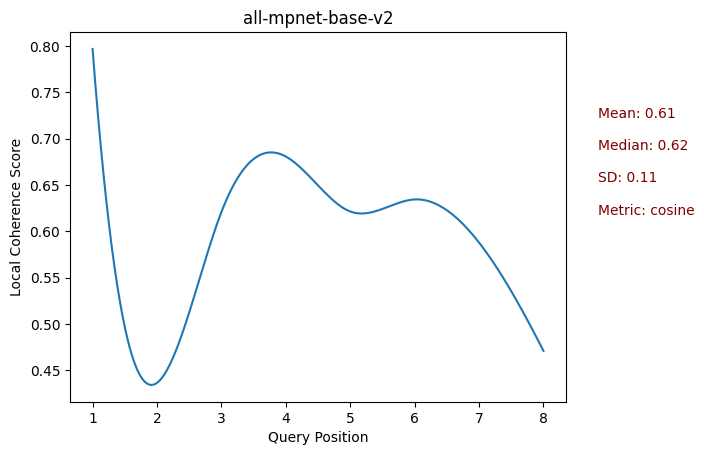 all-mpnet-base-v2
0.80
0.75
0.70
0.65
0.60
0.55
0.50
0.45
Local Coherence Score
1 2 3 4 5 6 7 8
Query Position
Mean: 0.61
Median: 0.62
SD: 0.11
Metric: cosine